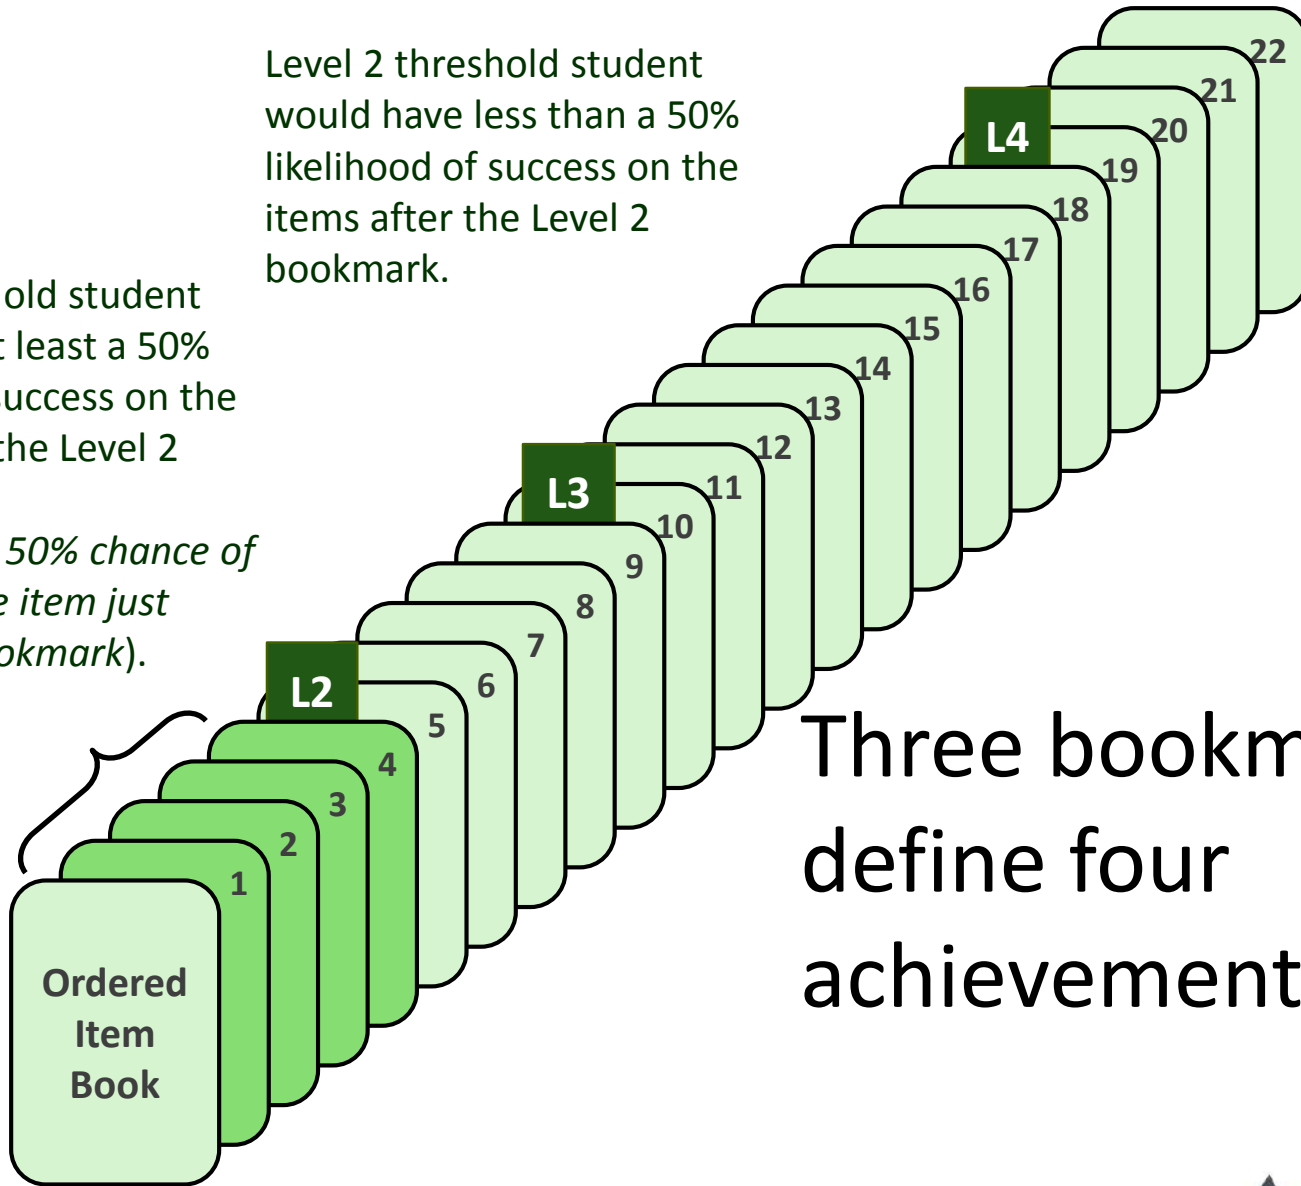 Level 2 threshold student
would have less than a 50%
likelihood of success on the
items after the Level 2
bookmark.
old student
least a 50%
success on the
the Level 2
50% chance of
item just
).
22
21
20
19
18
17
16
15
14
13
12
11
10
9
8
7
6
5
4
3
2
1
L4
L3
L2
Ordered
Item
Book
Three
define four
achievement